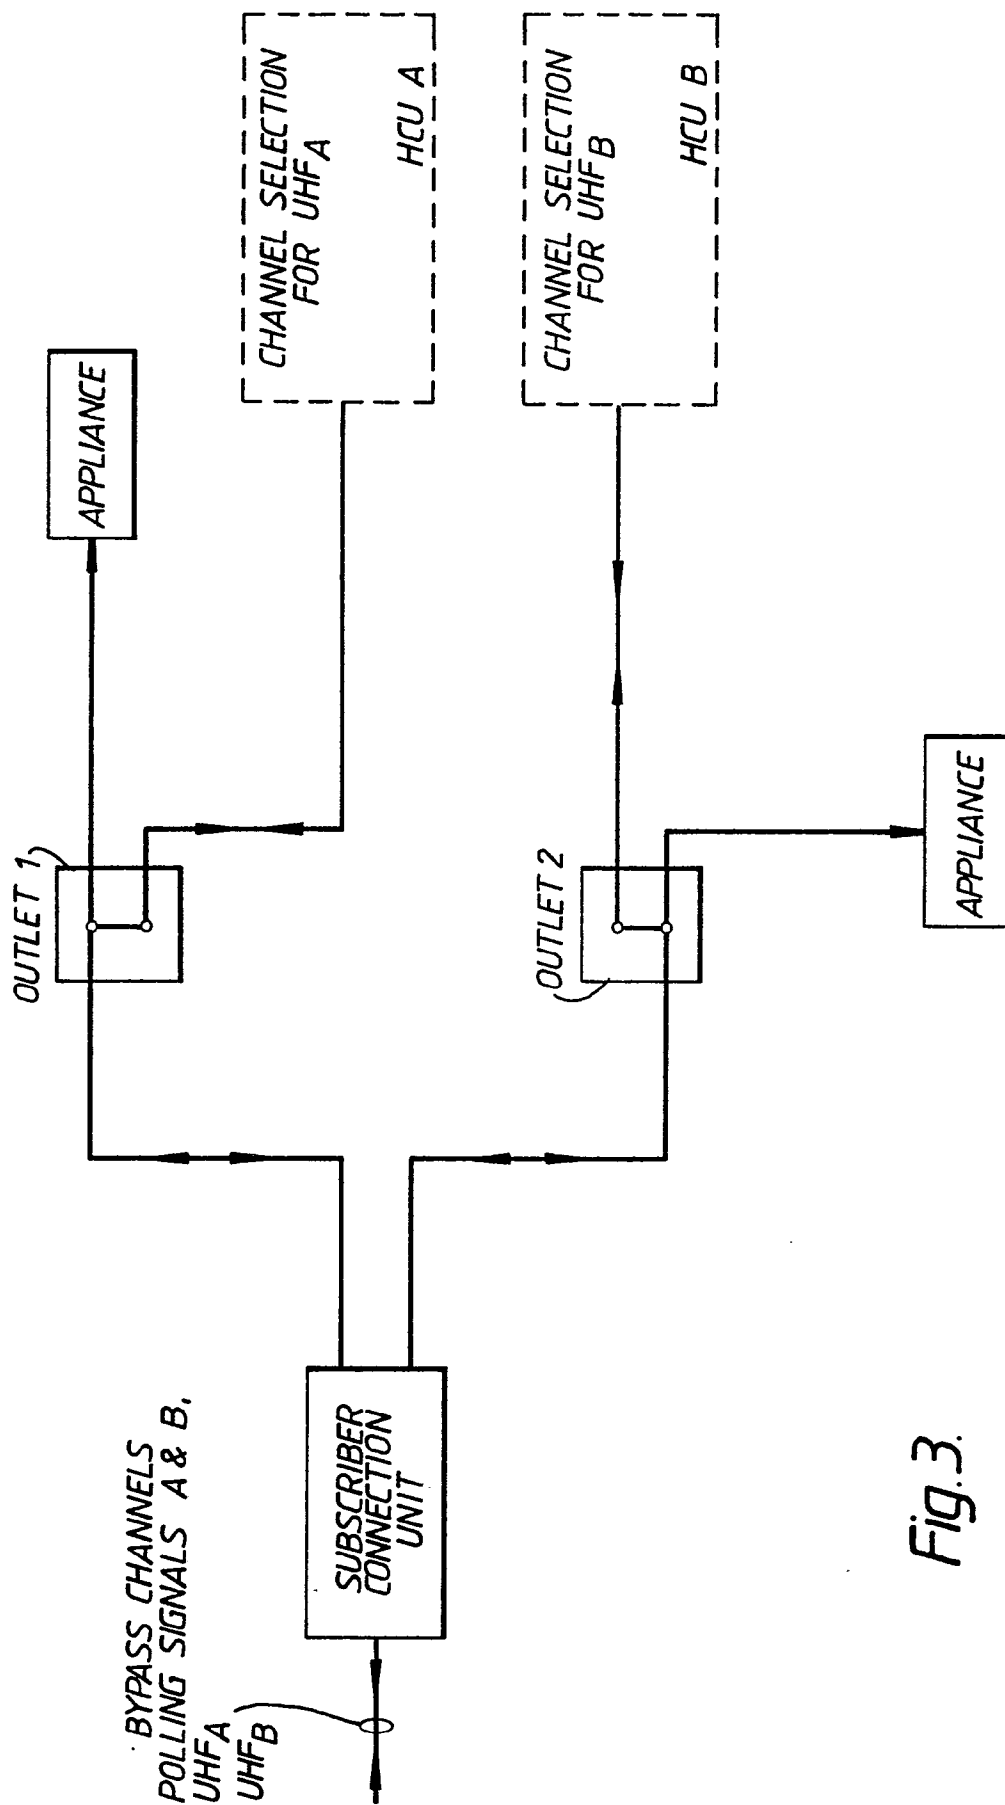 BYPASS CHANNELS
POLLING SIGNALS A & B,
UHFA
UHFB
SUBSCRIBER
CONNECTION
UNIT
OUTLET 1
APPLIANCE
CHANNEL SELECTION
FOR UHFA
HCU A
OUTLET 2
CHANNEL SELECTION
FOR UHFB
HCU B
APPLIANCE
Fig.3.